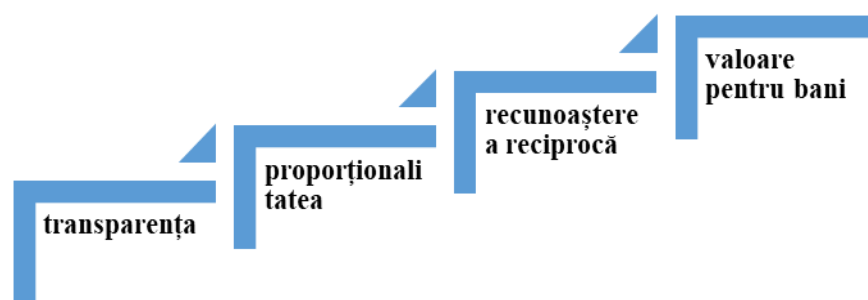 transparența
proporționali
tatea
recunoaștere
a reciprocă
valoare
pentru bani